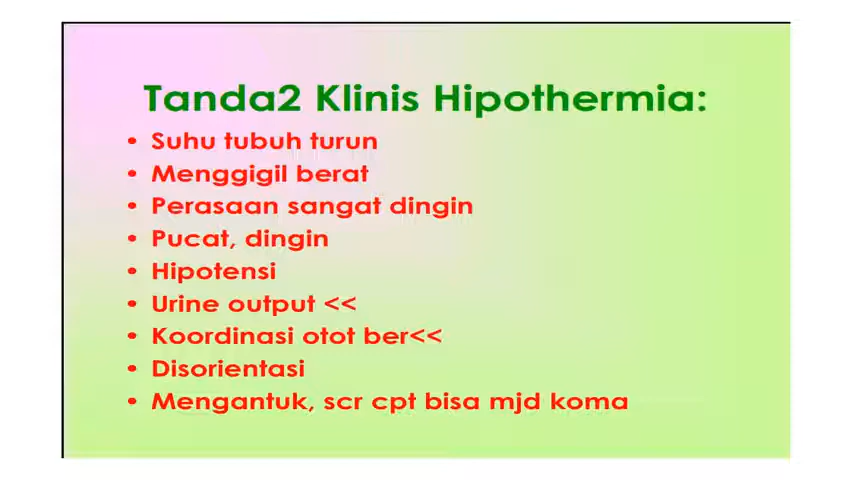 Tanda2 Klinis Hipothermia:
• Suhu tubuh turun
• Menggigil berat
• Perasaan sangat dingin
• Pucat, dingin
• Hipotensi
• Urine output <<
• Koordinasi otot ber<<
• Disorientasi
• Mengantuk, scr cpt bisa mjd koma